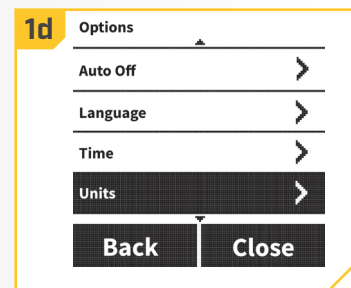 1d
Options
Auto Off
Language
Time
Units
Back Close